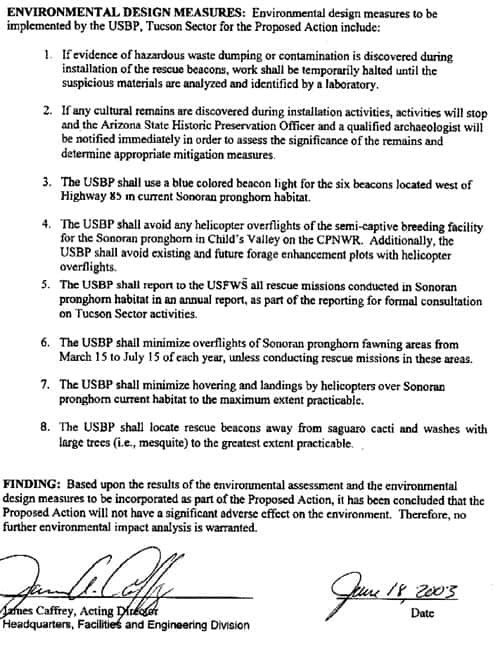 ENVIRONMENTAL DESIGN MEASURES: Environmental design measures to be
implemented by the USBP, Tucson Sector for the Proposed Action include:
1. If evidence of hazardous waste dumping or contamination is discovered during
installation of the rescue beacons, work shall be temporarily halted until the
suspicious materials are analyzed and identified by a laboratory.
2. If any cultural remains are discovered during installation activities, activities will stop
and the Arizona State Historic Preservation Officer and a qualified archaeologist will
be notified immediately in order to assess the significance of the remains and
determine appropriate mitigation measures.
3. The USBP shall use a blue colored beacon light for the six beacons located west of
Highway 85 in current Sonoran pronghorn habitat.
4. The USBP shall avoid any helicopter overflights of the semi-captive breeding facility
for the Sonoran pronghorn in Child's Valley on the CPNWR. Additionally, the
USBP shall avoid existing and future forage enhancement plots with helicopter
overflights.
5. The USBP shall report to the USFWS all rescue missions conducted in Sonoran
pronghorn habitat in an annual report, as part of the reporting for formal consultation
on Tucson Sector activities.
6. The USBP shall minimize overflights of Sonoran pronghorn fawning areas from
March 15 to July 15 of each year, unless conducting rescue missions in these areas.
7. The USBP shall minimize hovering and landings by helicopters over Sonoran
pronghorn current habitat to the maximum extent practicable.
8. The USBP shall locate rescue beacons away from saguaro cacti and washes with
large trees (i.e., mesquite) to the greatest extent practicable.
FINDING: Based upon the results of the environmental assessment and the environmental
design measures to be incorporated as part of the Proposed Action, it has been concluded that the
Proposed Action will not have a significant adverse effect on the environment. Therefore, no
further environmental impact analysis is warranted.
June 18, 2003
James Caffrey, Acting Director Date
Headquarters, Facilities and Engineering Division